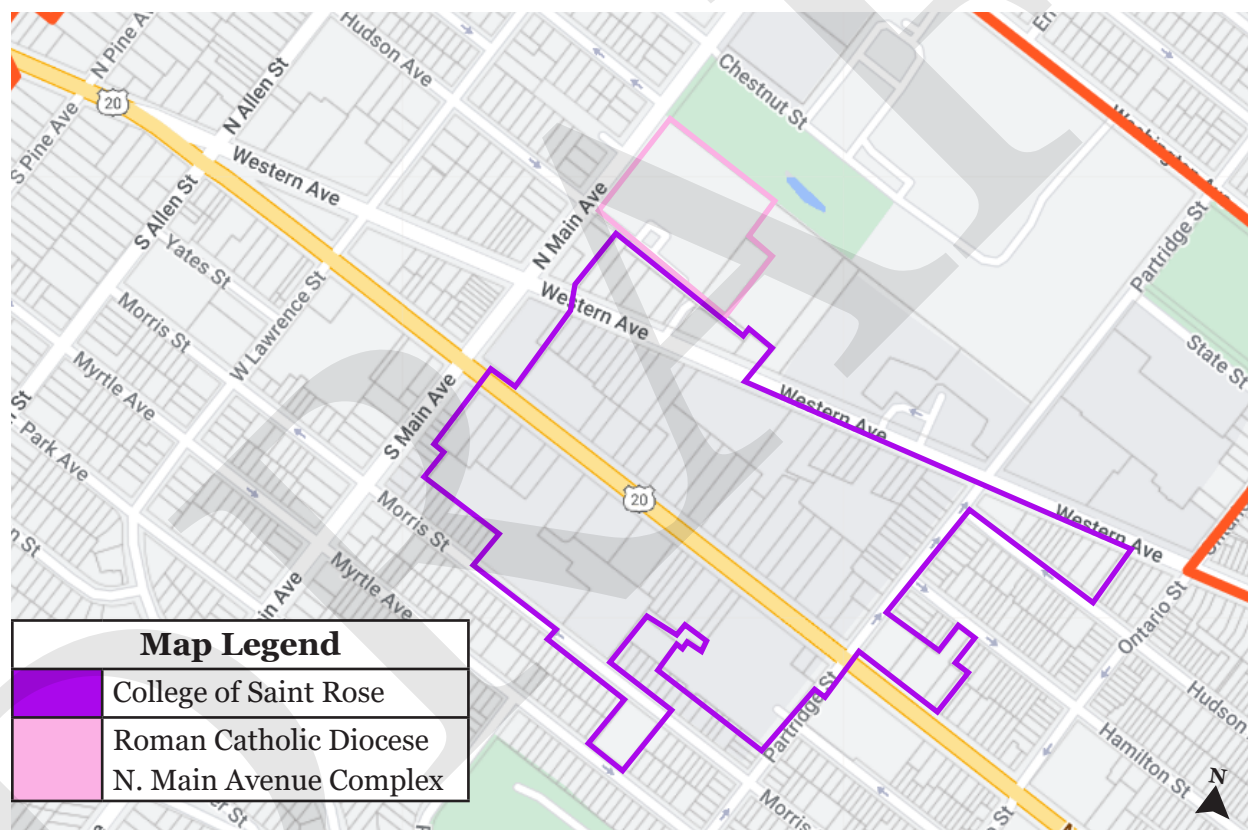 Hudson Ave
N Pine Ave
N Allen St
20
S Pine Ave
Western Ave
Chestnut St
Washington Ave
S Allen St
Yates St
N Main Ave
Partridge St
Morris St
W Lawrence St
Western Ave
State St
Myrtle Ave
S Main Ave
Western Ave
Park Ave
20
Morris St
Western Ave
Myrtle Ave
Ontario St
Partridge St
Hudson
Hamilton St
Morris
Map Legend
College of Saint Rose
Roman Catholic Diocese
N. Main Avenue Complex
N